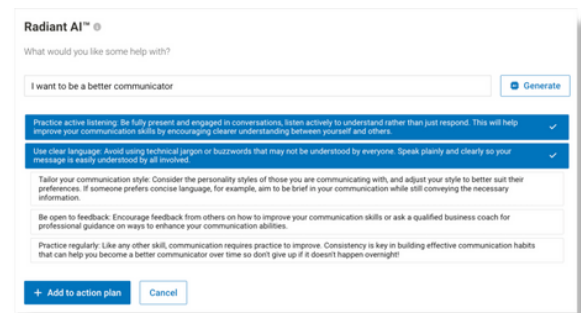 Radiant AI™
What would you like some help with?
I want to be a better communicator
Generate
Practice active listening: Be fully present and engaged in conversations, listen actively to understand rather than just respond. This will help
improve your communication skills by encouraging clearer understanding between yourself and others.
Use clear language: Avoid using technical jargon or buzzwords that may not be understood by everyone. Speak plainly and clearly so your
message is easily understood by all involved.
Tailor your communication style: Consider the personality styles of those you are communicating with, and adjust your style to better suit their
preferences. If someone prefers concise language, for example, aim to be brief in your communication while still conveying the necessary
information.
Be open to feedback: Encourage feedback from others on how to improve your communication skills or ask a qualified business coach for
professional guidance on ways to enhance your communication abilities.
Practice regularly: Like any other skill, communication requires practice to improve. Consistency is key in building effective communication habits
that can help you become a better communicator over time so don't give up if it doesn't happen overnight!
+ Add to action plan
Cancel